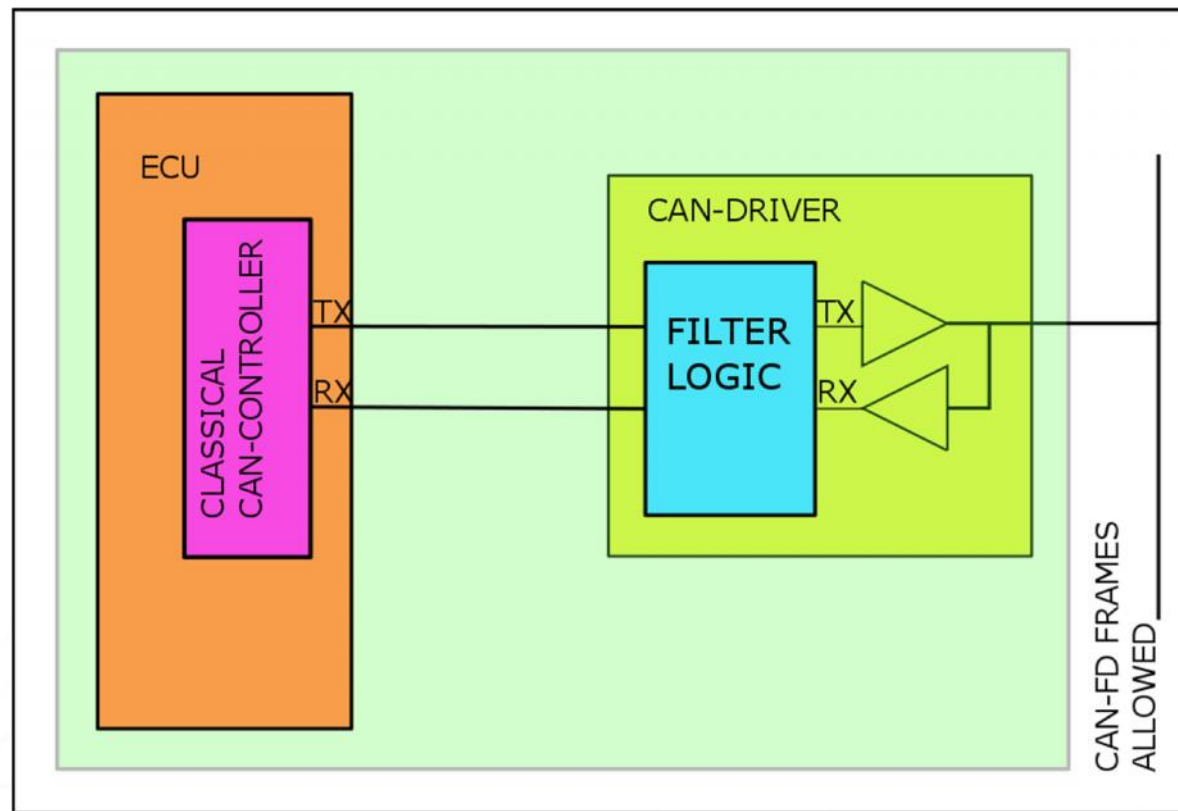 ECU
CLASSICAL
CAN-CONTROLLER
TX
RX
CAN-DRIVER
FILTER
LOGIC
TX
RX
CAN-FD FRAMES
ALLOWED